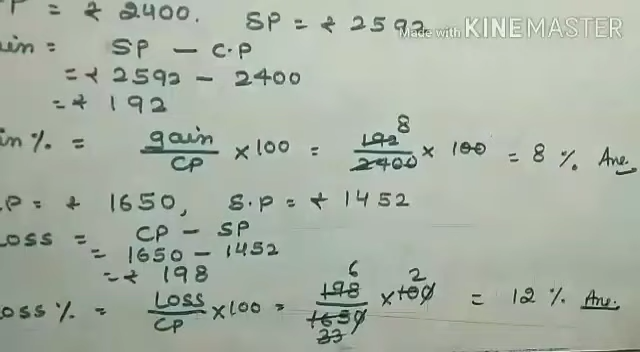 P = ₹ 2400. SP = ₹ 2592
Made with KINEMASTER
ain = SP - C.P
= ₹ 2592 - 2400
= ₹ 192
in % = gain/CP × 100 = 192 8/2400 × 100 = 8 %. Ans
.P = ₹ 1650, S.P = ₹ 1452
Loss = CP - SP
= 1650 - 1452
= ₹ 198
oss % = Loss/CP × 100 = 198 6/1650 33 × 100 2 = 12 % Ans.